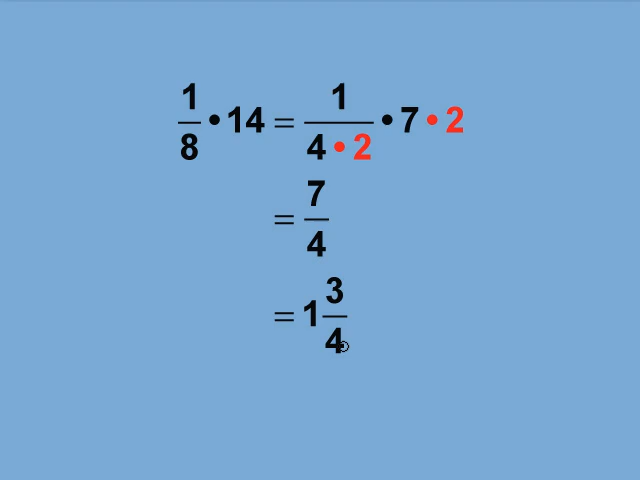 1/8 • 14 = 1/(4 • 2) • 7 • 2
= 7/4
= 1 3/4